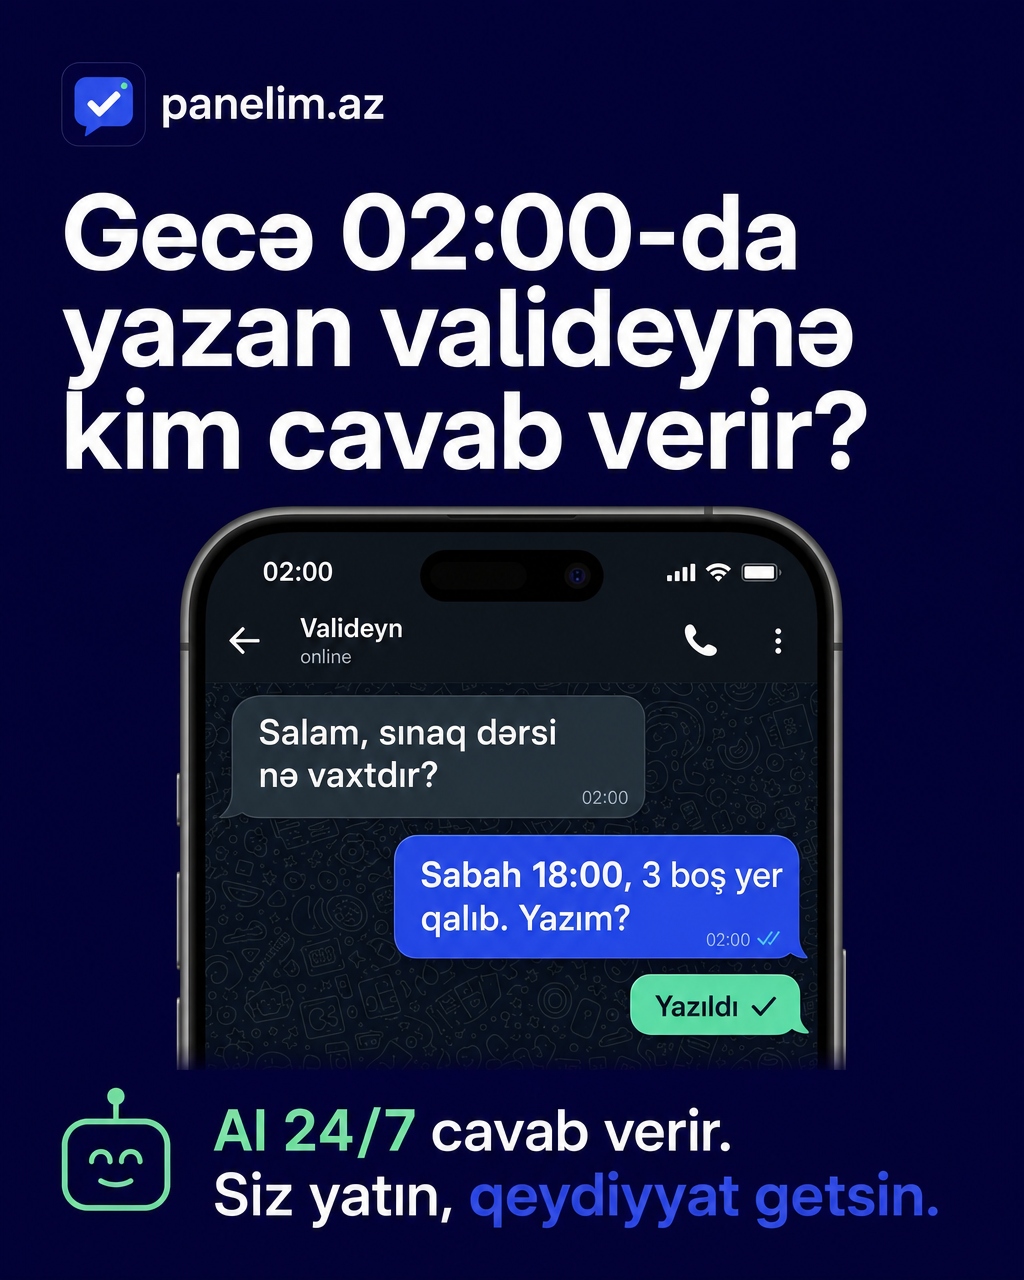 panelim.az
Gecə 02:00-da
yazan valideynə
kim cavab verir?
02:00
Valideyn
online
Salam, sınaq dərsi
nə vaxtdır?
02:00
Sabah 18:00, 3 boş yer
qalıb. Yazım?
02:00
Yazıldı
AI 24/7 cavab verir.
Siz yatın, qeydiyyat getsin.